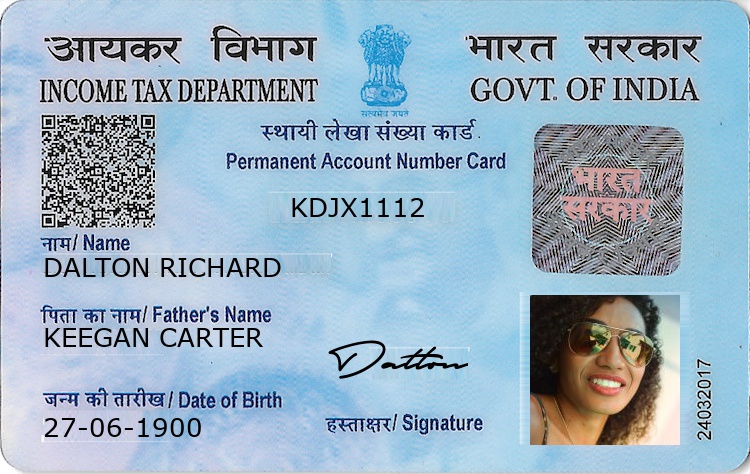 आयकर विभाग
INCOME TAX DEPARTMENT
सत्यमेव जयते
भारत सरकार
GOVT. OF INDIA
स्थायी लेखा संख्या कार्ड
Permanent Account Number Card
KDJX1112
भारत
सरकार
नाम/ Name
DALTON RICHARD
पिता का नाम/ Father's Name
KEEGAN CARTER
जन्म की तारीख/ Date of Birth
27-06-1900
Dalton
हस्ताक्षर/ Signature
24032017